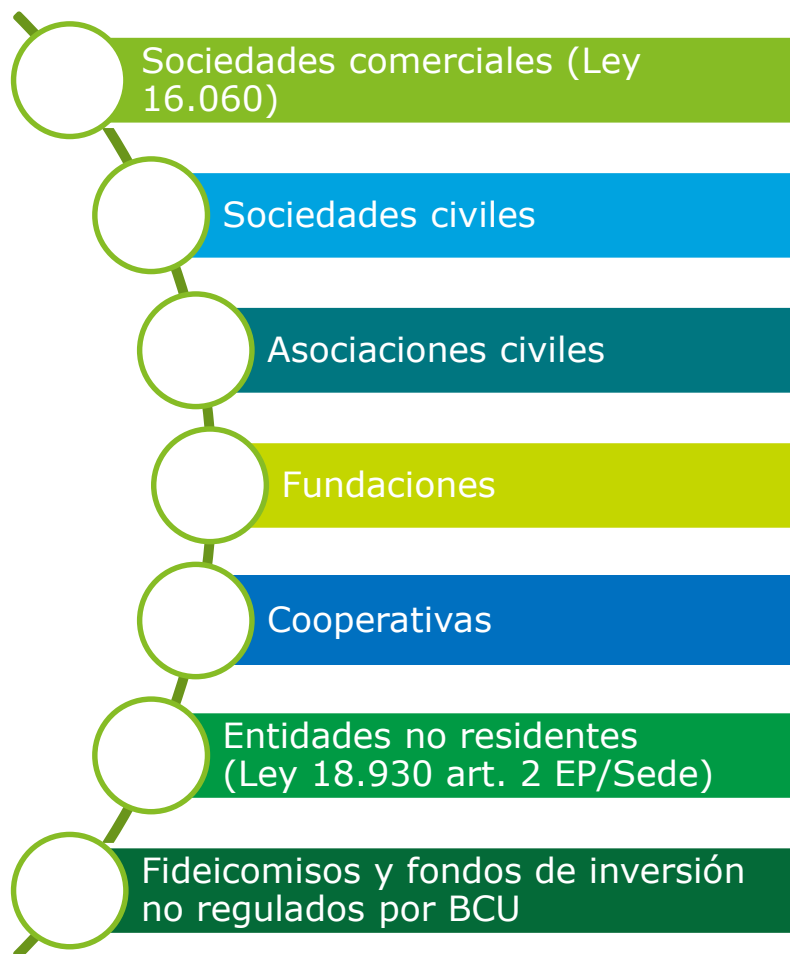 Sociedades comerciales (Ley
16.060)
Sociedades civiles
Asociaciones civiles
Fundaciones
Cooperativas
Entidades no residentes
(Ley 18.930 art. 2 EP/Sede)
Fideicomisos y fondos de inversión
no regulados por BCU